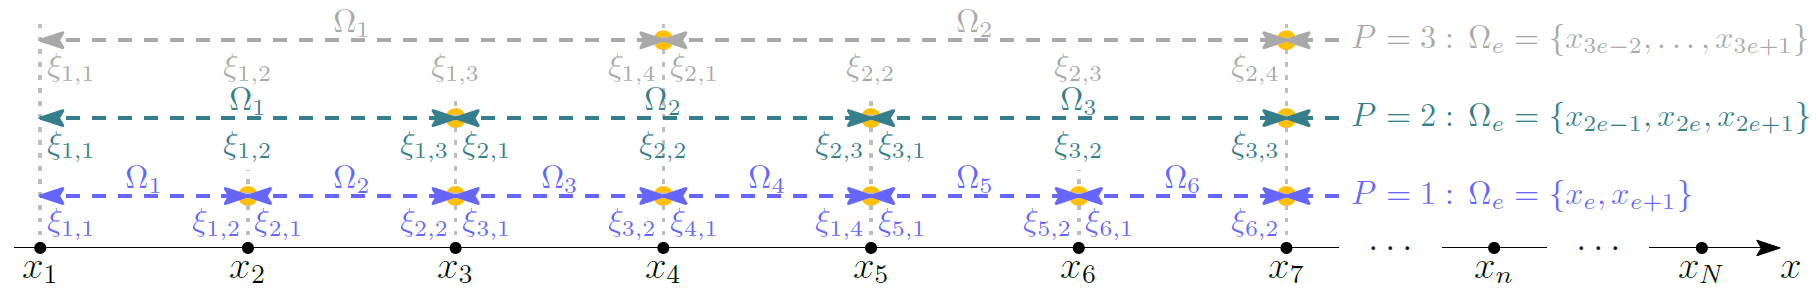 Ω₁ Ω₂ P = 3 : Ωₑ = {x₃ₑ₋₂, …, x₃ₑ₊₁}
ξ₁,₁ ξ₁,₂ ξ₁,₃ ξ₁,₄ ξ₂,₁ ξ₂,₂ ξ₂,₃ ξ₂,₄
Ω₁ Ω₂ Ω₃ P = 2 : Ωₑ = {x₂ₑ₋₁, x₂ₑ, x₂ₑ₊₁}
ξ₁,₁ ξ₁,₂ ξ₁,₃ ξ₂,₁ ξ₂,₂ ξ₂,₃ ξ₃,₁ ξ₃,₂ ξ₃,₃
Ω₁ Ω₂ Ω₃ Ω₄ Ω₅ Ω₆ P = 1 : Ωₑ = {xₑ, xₑ₊₁}
ξ₁,₁ ξ₁,₂ ξ₂,₁ ξ₂,₂ ξ₃,₁ ξ₃,₂ ξ₄,₁ ξ₁,₄ ξ₅,₁ ξ₅,₂ ξ₆,₁ ξ₆,₂
… …
x₁ x₂ x₃ x₄ x₅ x₆ x₇ xₙ x_N x